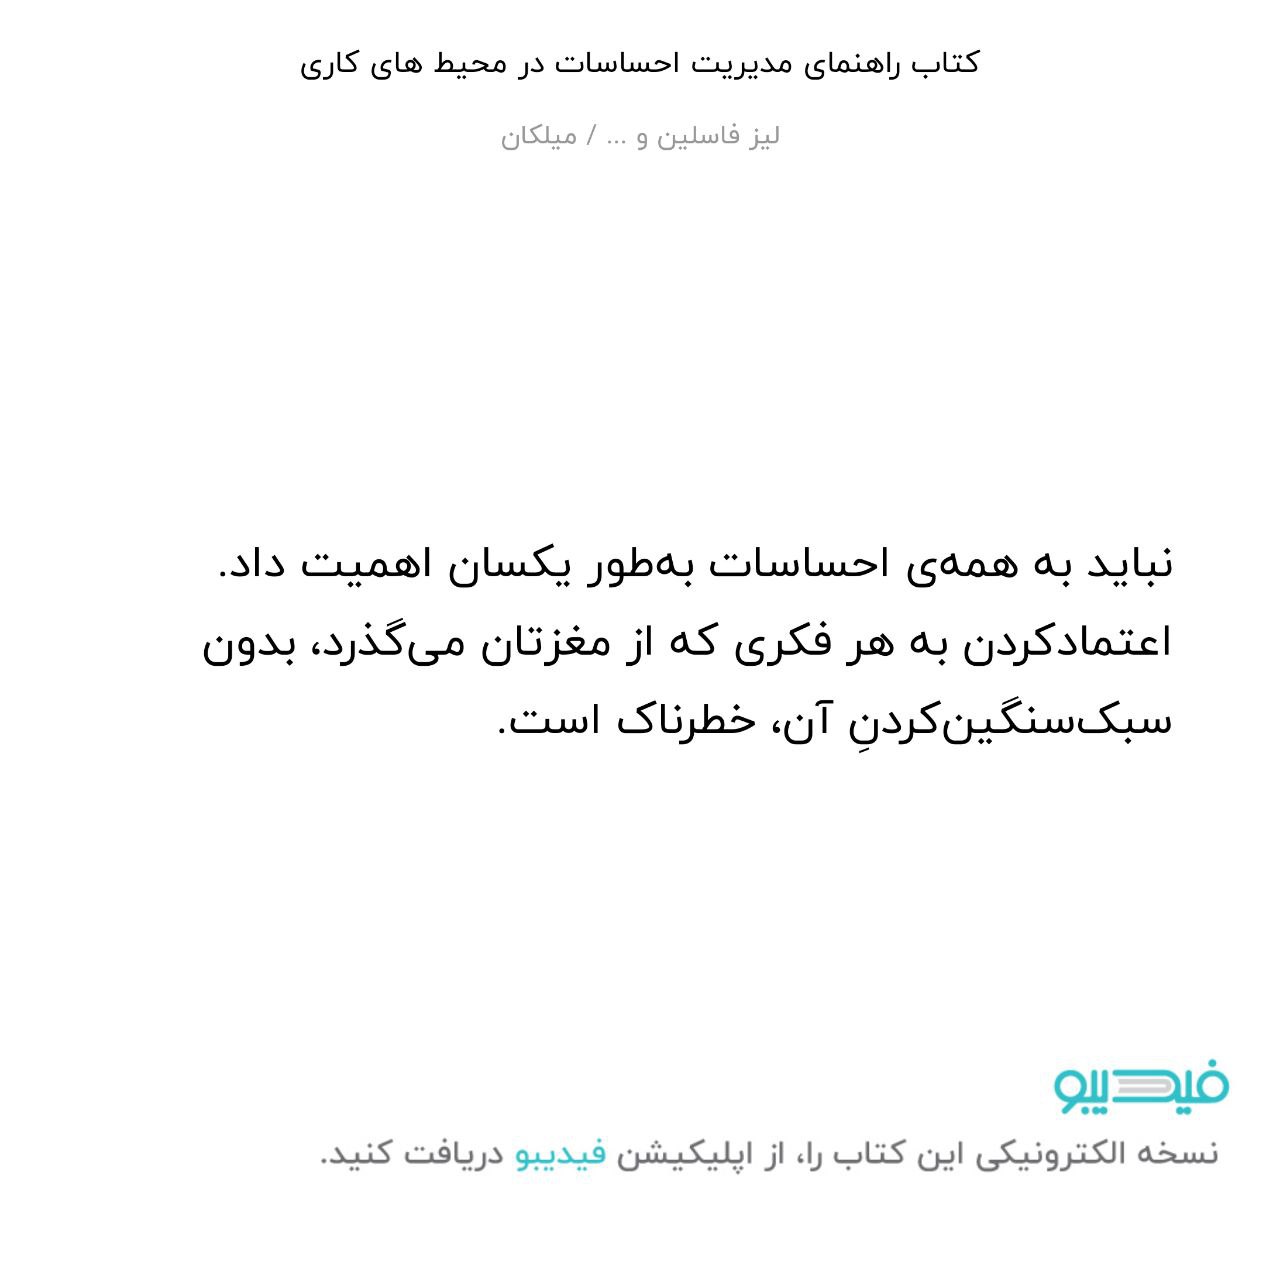 کتاب راهنمای مدیریت احساسات در محیط های کاری
لیز فاسلین و ... / میلکان
نباید به همه‌ی احساسات به‌طور یکسان اهمیت داد.
اعتمادکردن به هر فکری که از مغزتان می‌گذرد، بدون
سبک‌سنگین‌کردنِ آن، خطرناک است.
فیدیبو
نسخه الکترونیکی این کتاب را، از اپلیکیشن فیدیبو دریافت کنید.